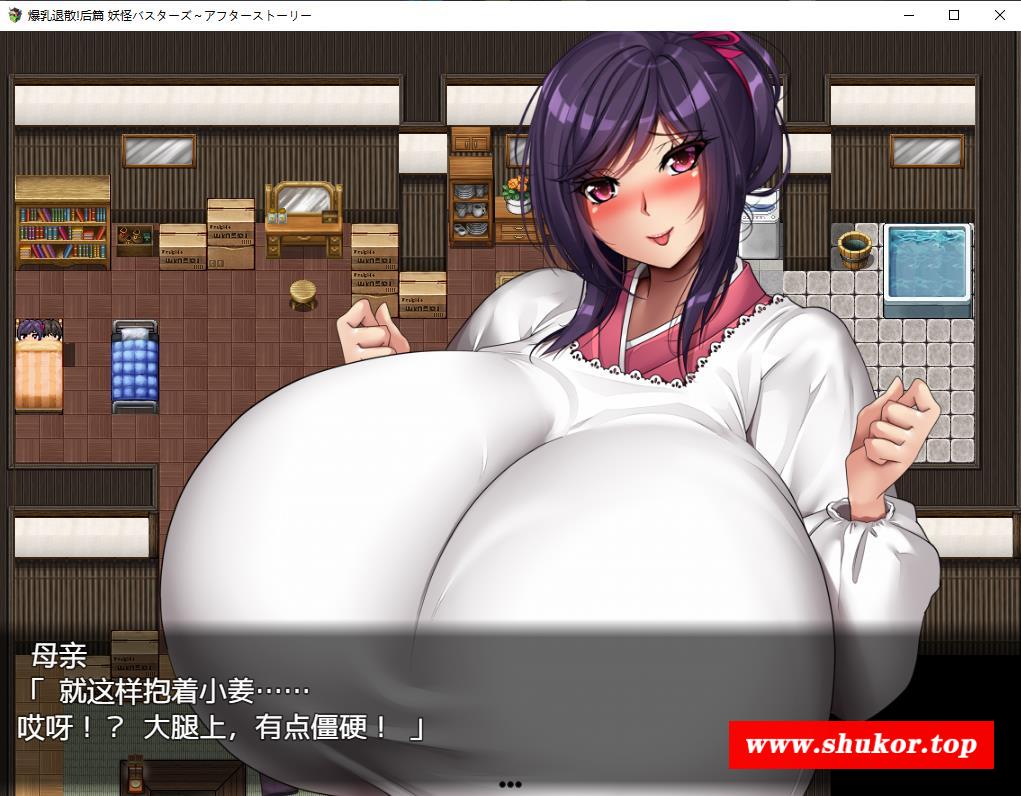 爆乳退散!后篇 妖怪バスターズ～アフターストーリー
母亲
「 就这样抱着小姜……
哎呀！？ 大腿上，有点僵硬！ 」
www.shukor.top